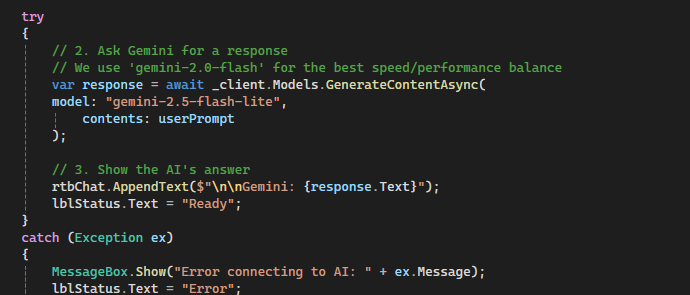 try
{
// 2. Ask Gemini for a response
// We use 'gemini-2.0-flash' for the best speed/performance balance
var response = await _client.Models.GenerateContentAsync(
model: "gemini-2.5-flash-lite",
contents: userPrompt
);
// 3. Show the AI's answer
rtbChat.AppendText($"\n\nGemini: {response.Text}");
lblStatus.Text = "Ready";
}
catch (Exception ex)
{
MessageBox.Show("Error connecting to AI: " + ex.Message);
lblStatus.Text = "Error";